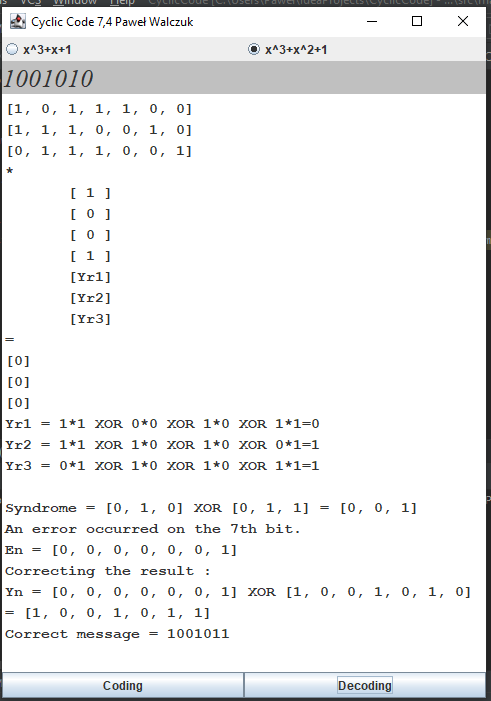 Cyclic Code 7,4 Paweł Walczuk
x^3+x+1 x^3+x^2+1
1001010
[1, 0, 1, 1, 1, 0, 0]
[1, 1, 1, 0, 0, 1, 0]
[0, 1, 1, 1, 0, 0, 1]
*
[ 1 ]
[ 0 ]
[ 0 ]
[ 1 ]
[Yr1]
[Yr2]
[Yr3]
=
[0]
[0]
[0]
Yr1 = 1*1 XOR 0*0 XOR 1*0 XOR 1*1=0
Yr2 = 1*1 XOR 1*0 XOR 1*0 XOR 0*1=1
Yr3 = 0*1 XOR 1*0 XOR 1*0 XOR 1*1=1
Syndrome = [0, 1, 0] XOR [0, 1, 1] = [0, 0, 1]
An error occurred on the 7th bit.
En = [0, 0, 0, 0, 0, 0, 1]
Correcting the result :
Yn = [0, 0, 0, 0, 0, 0, 1] XOR [1, 0, 0, 1, 0, 1, 0]
= [1, 0, 0, 1, 0, 1, 1]
Correct message = 1001011
Coding Decoding